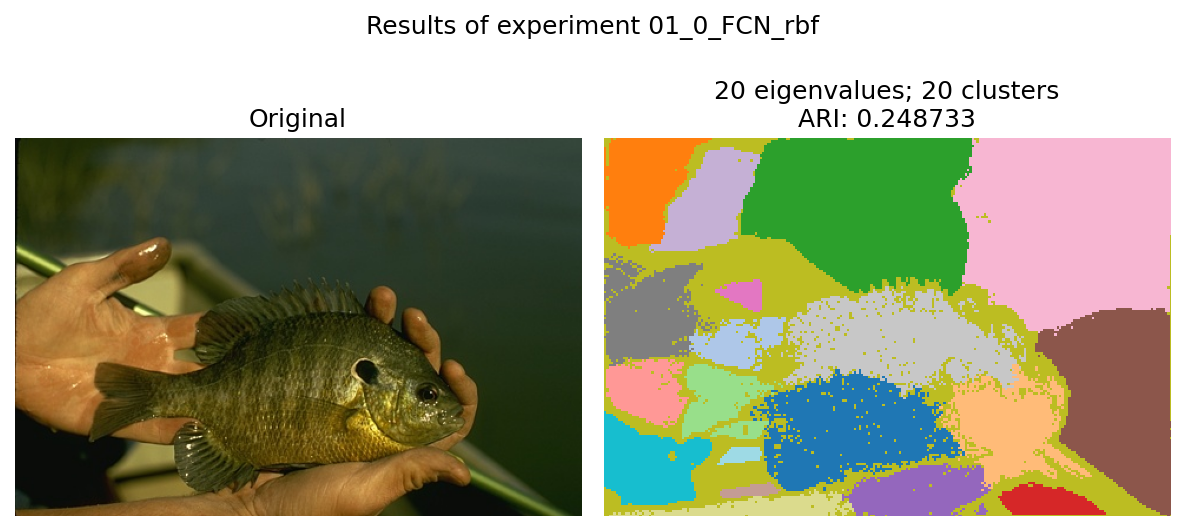 Results of experiment 01_0_FCN_rbf
Original
20 eigenvalues; 20 clusters
ARI: 0.248733